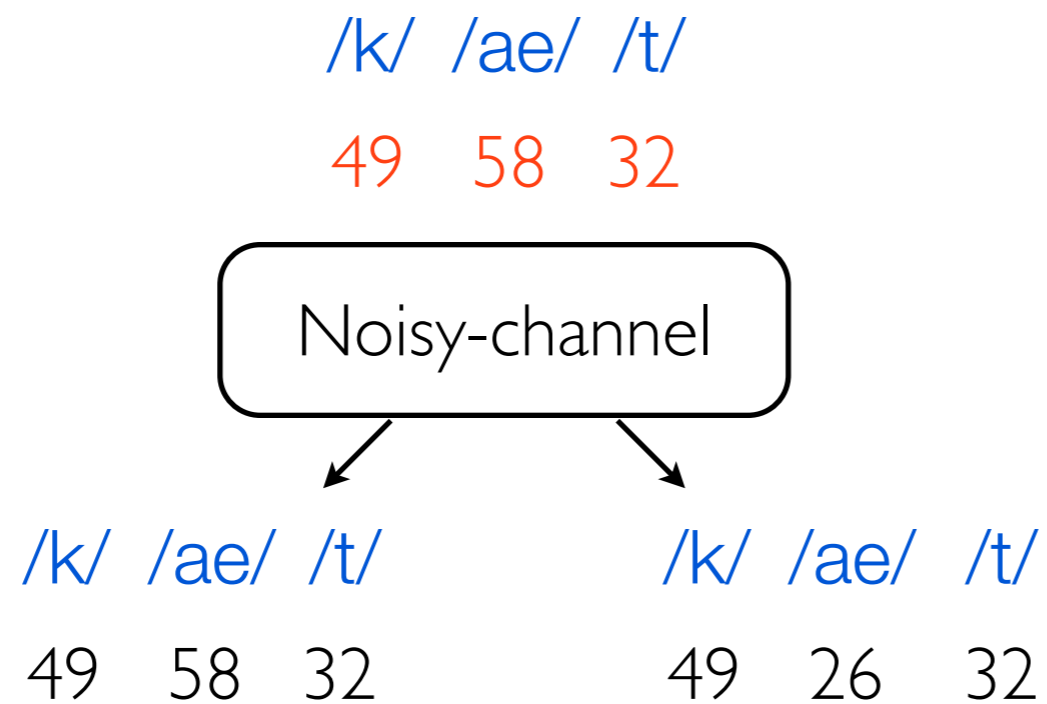 /k/ /ae/ /t/
49 58 32
Noisy-channel
/k/ /ae/ /t/ /k/ /ae/ /t/
49 58 32 49 26 32